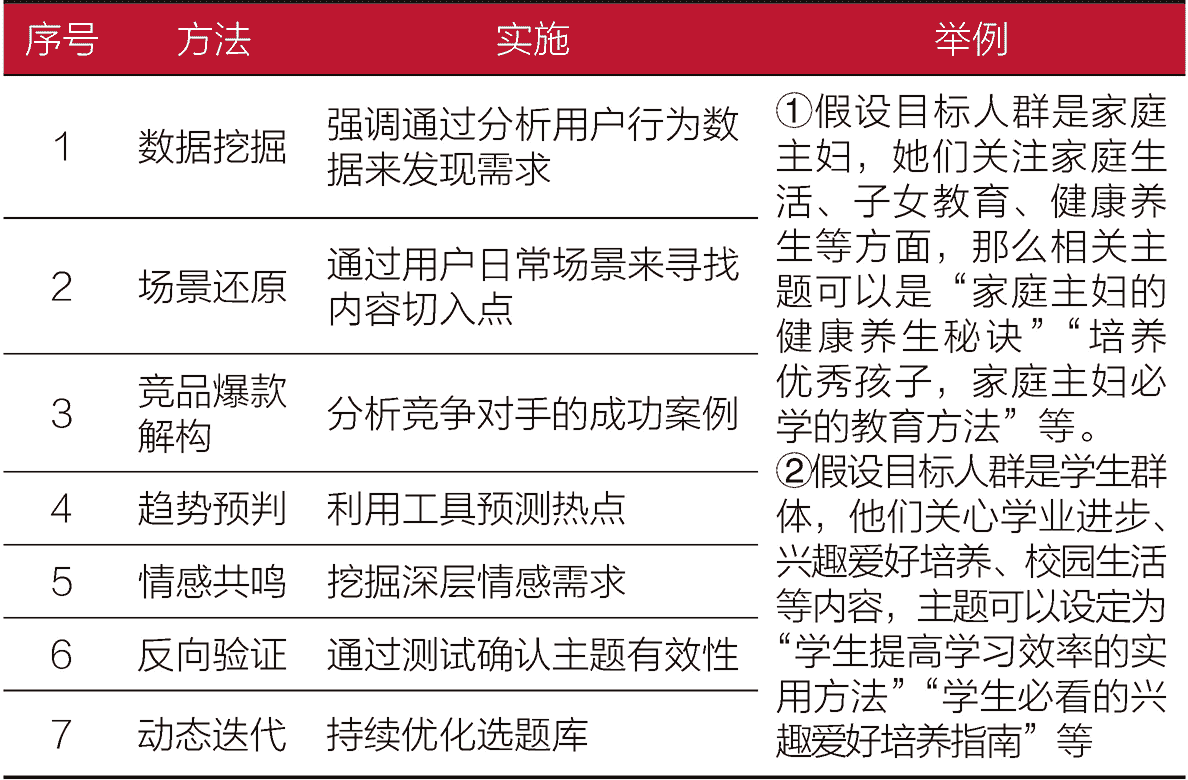 序号 方法 实施 举例
1 数据挖掘 强调通过分析用户行为数
据来发现需求
2 场景还原 通过用户日常场景来寻找
内容切入点
3 竞品爆款
解构
分析竞争对手的成功案例
4 趋势预判 利用工具预测热点
5 情感共鸣 挖掘深层情感需求
6 反向验证 通过测试确认主题有效性
7 动态迭代 持续优化选题库
①假设目标人群是家庭
主妇，她们关注家庭生
活、子女教育、健康养
生等方面，那么相关主
题可以是“家庭主妇的
健康养生秘诀”“培养
优秀孩子，家庭主妇必
学的教育方法”等。
②假设目标人群是学生群
体，他们关心学业进步、
兴趣爱好培养、校园生活
等内容，主题可以设定为
“学生提高学习效率的实
用方法”“学生必看的兴
趣爱好培养指南”等